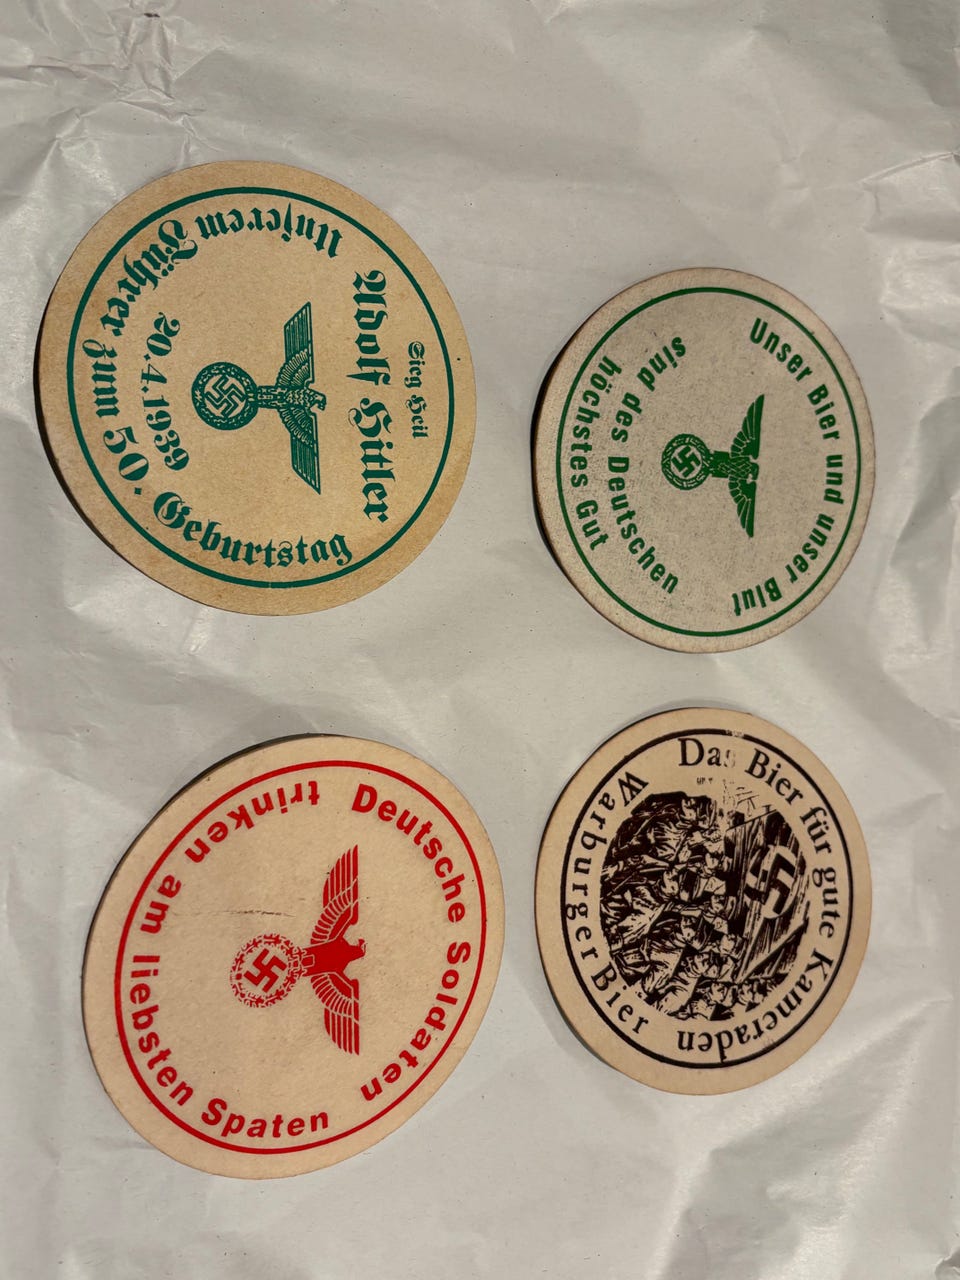 Unserem Führer zum 50. Geburtstag
20.4.1939
Adolf Hitler
Sieg Heil
Unser Bier und unser Blut
sind des Deutschen
höchstes Gut
Deutsche Soldaten
trinken am liebsten Spaten
Das Bier für gute Kameraden
Warburger Bier